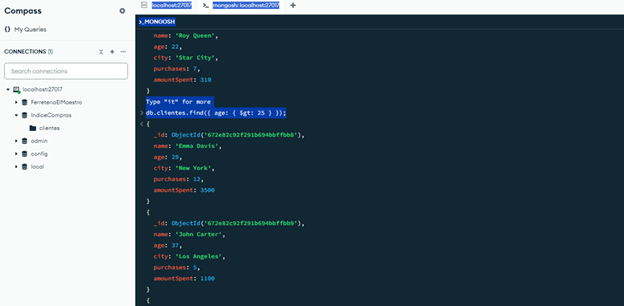 Compass
{} My Queries
CONNECTIONS (1)
Search connections
localhost:27017
FerreteriaElMaestro
IndiceCompras
clientes
admin
config
local
localhost:27017
mongosh: localhost:27017
>_MONGOSH
name: 'Roy Queen',
age: 22,
city: 'Star City',
purchases: 7,
amountSpent: 310
}
Type "it" for more
> db.clientes.find({ age: { $gt: 25 } });
< {
_id: ObjectId('672e82c92f291b694bbffbb8'),
name: 'Emma Davis',
age: 29,
city: 'New York',
purchases: 12,
amountSpent: 3500
}
{
_id: ObjectId('672e82c92f291b694bbffbb9'),
name: 'John Carter',
age: 37,
city: 'Los Angeles',
purchases: 5,
amountSpent: 1100
}
{